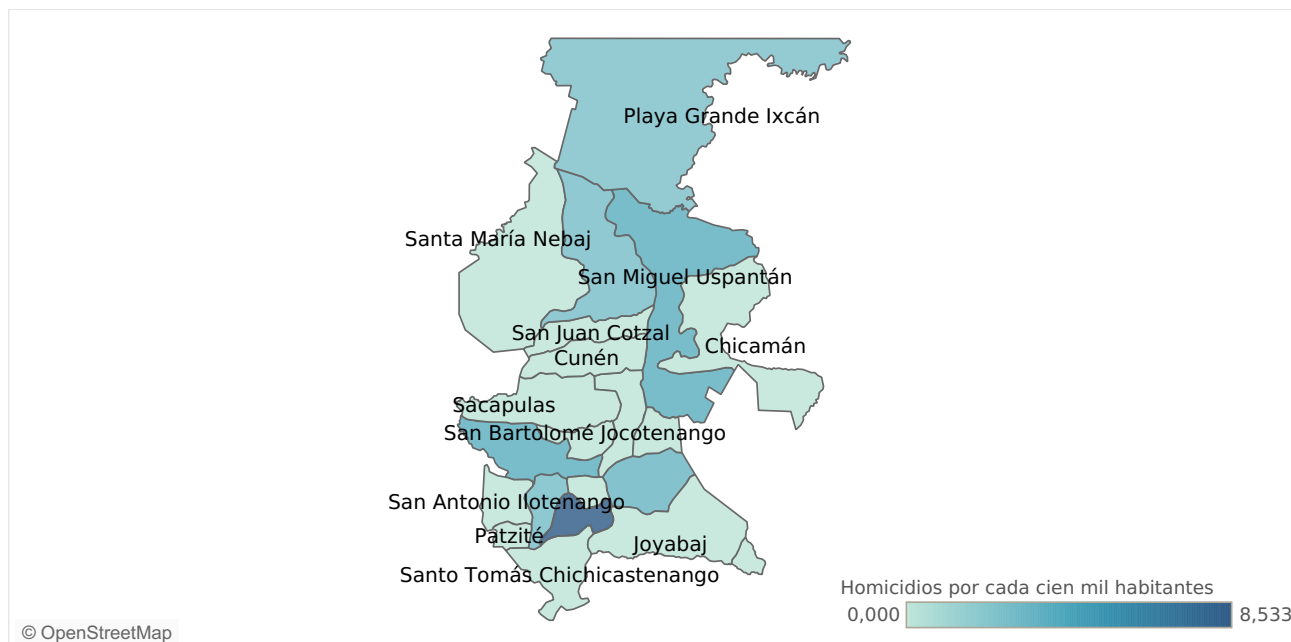 Playa Grande Ixcán
Santa María Nebaj
San Miguel Uspantán
San Juan Cotzal
Chicamán
Cunén
Sacapulas
San Bartolomé Jocotenango
San Antonio Ilotenango
Patzité
Joyabaj
Santo Tomás Chichicastenango
Homicidios por cada cien mil habitantes
0,000 8,533
© OpenStreetMap